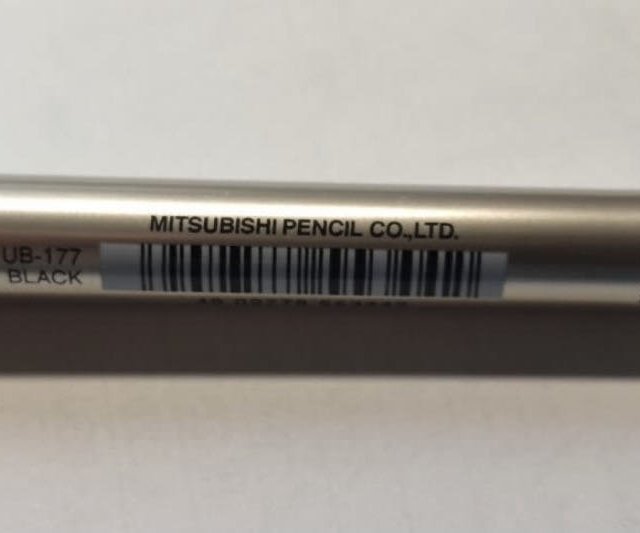 MITSUBISHI PENCIL CO.,LTD.
UB-177
BLACK